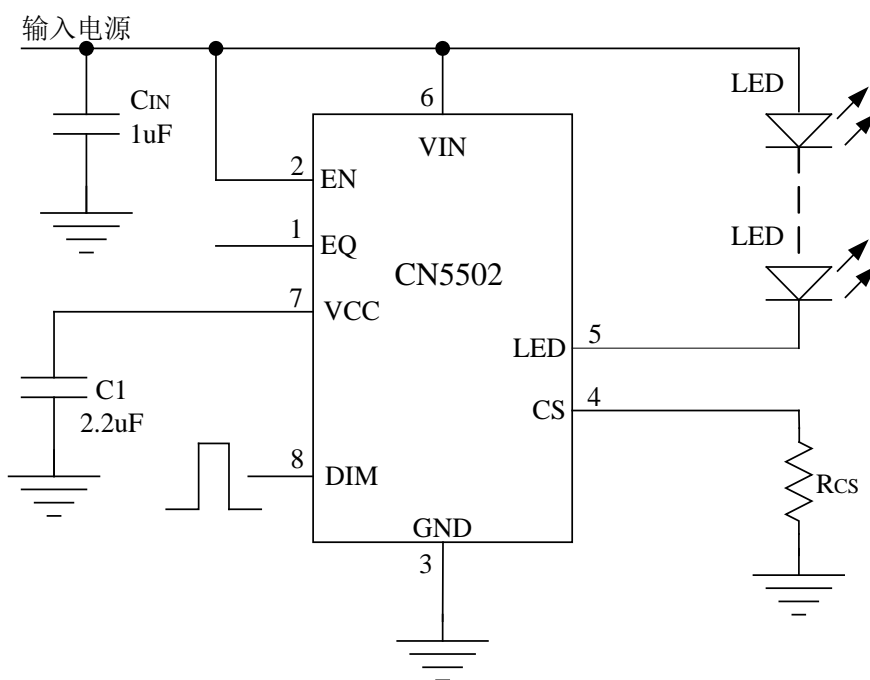 输入电源
CIN
1uF
6
VIN
LED
2
EN
1
EQ
CN5502
LED
7
VCC
LED
5
C1
2.2uF
CS
4
8
DIM
RCS
GND
3